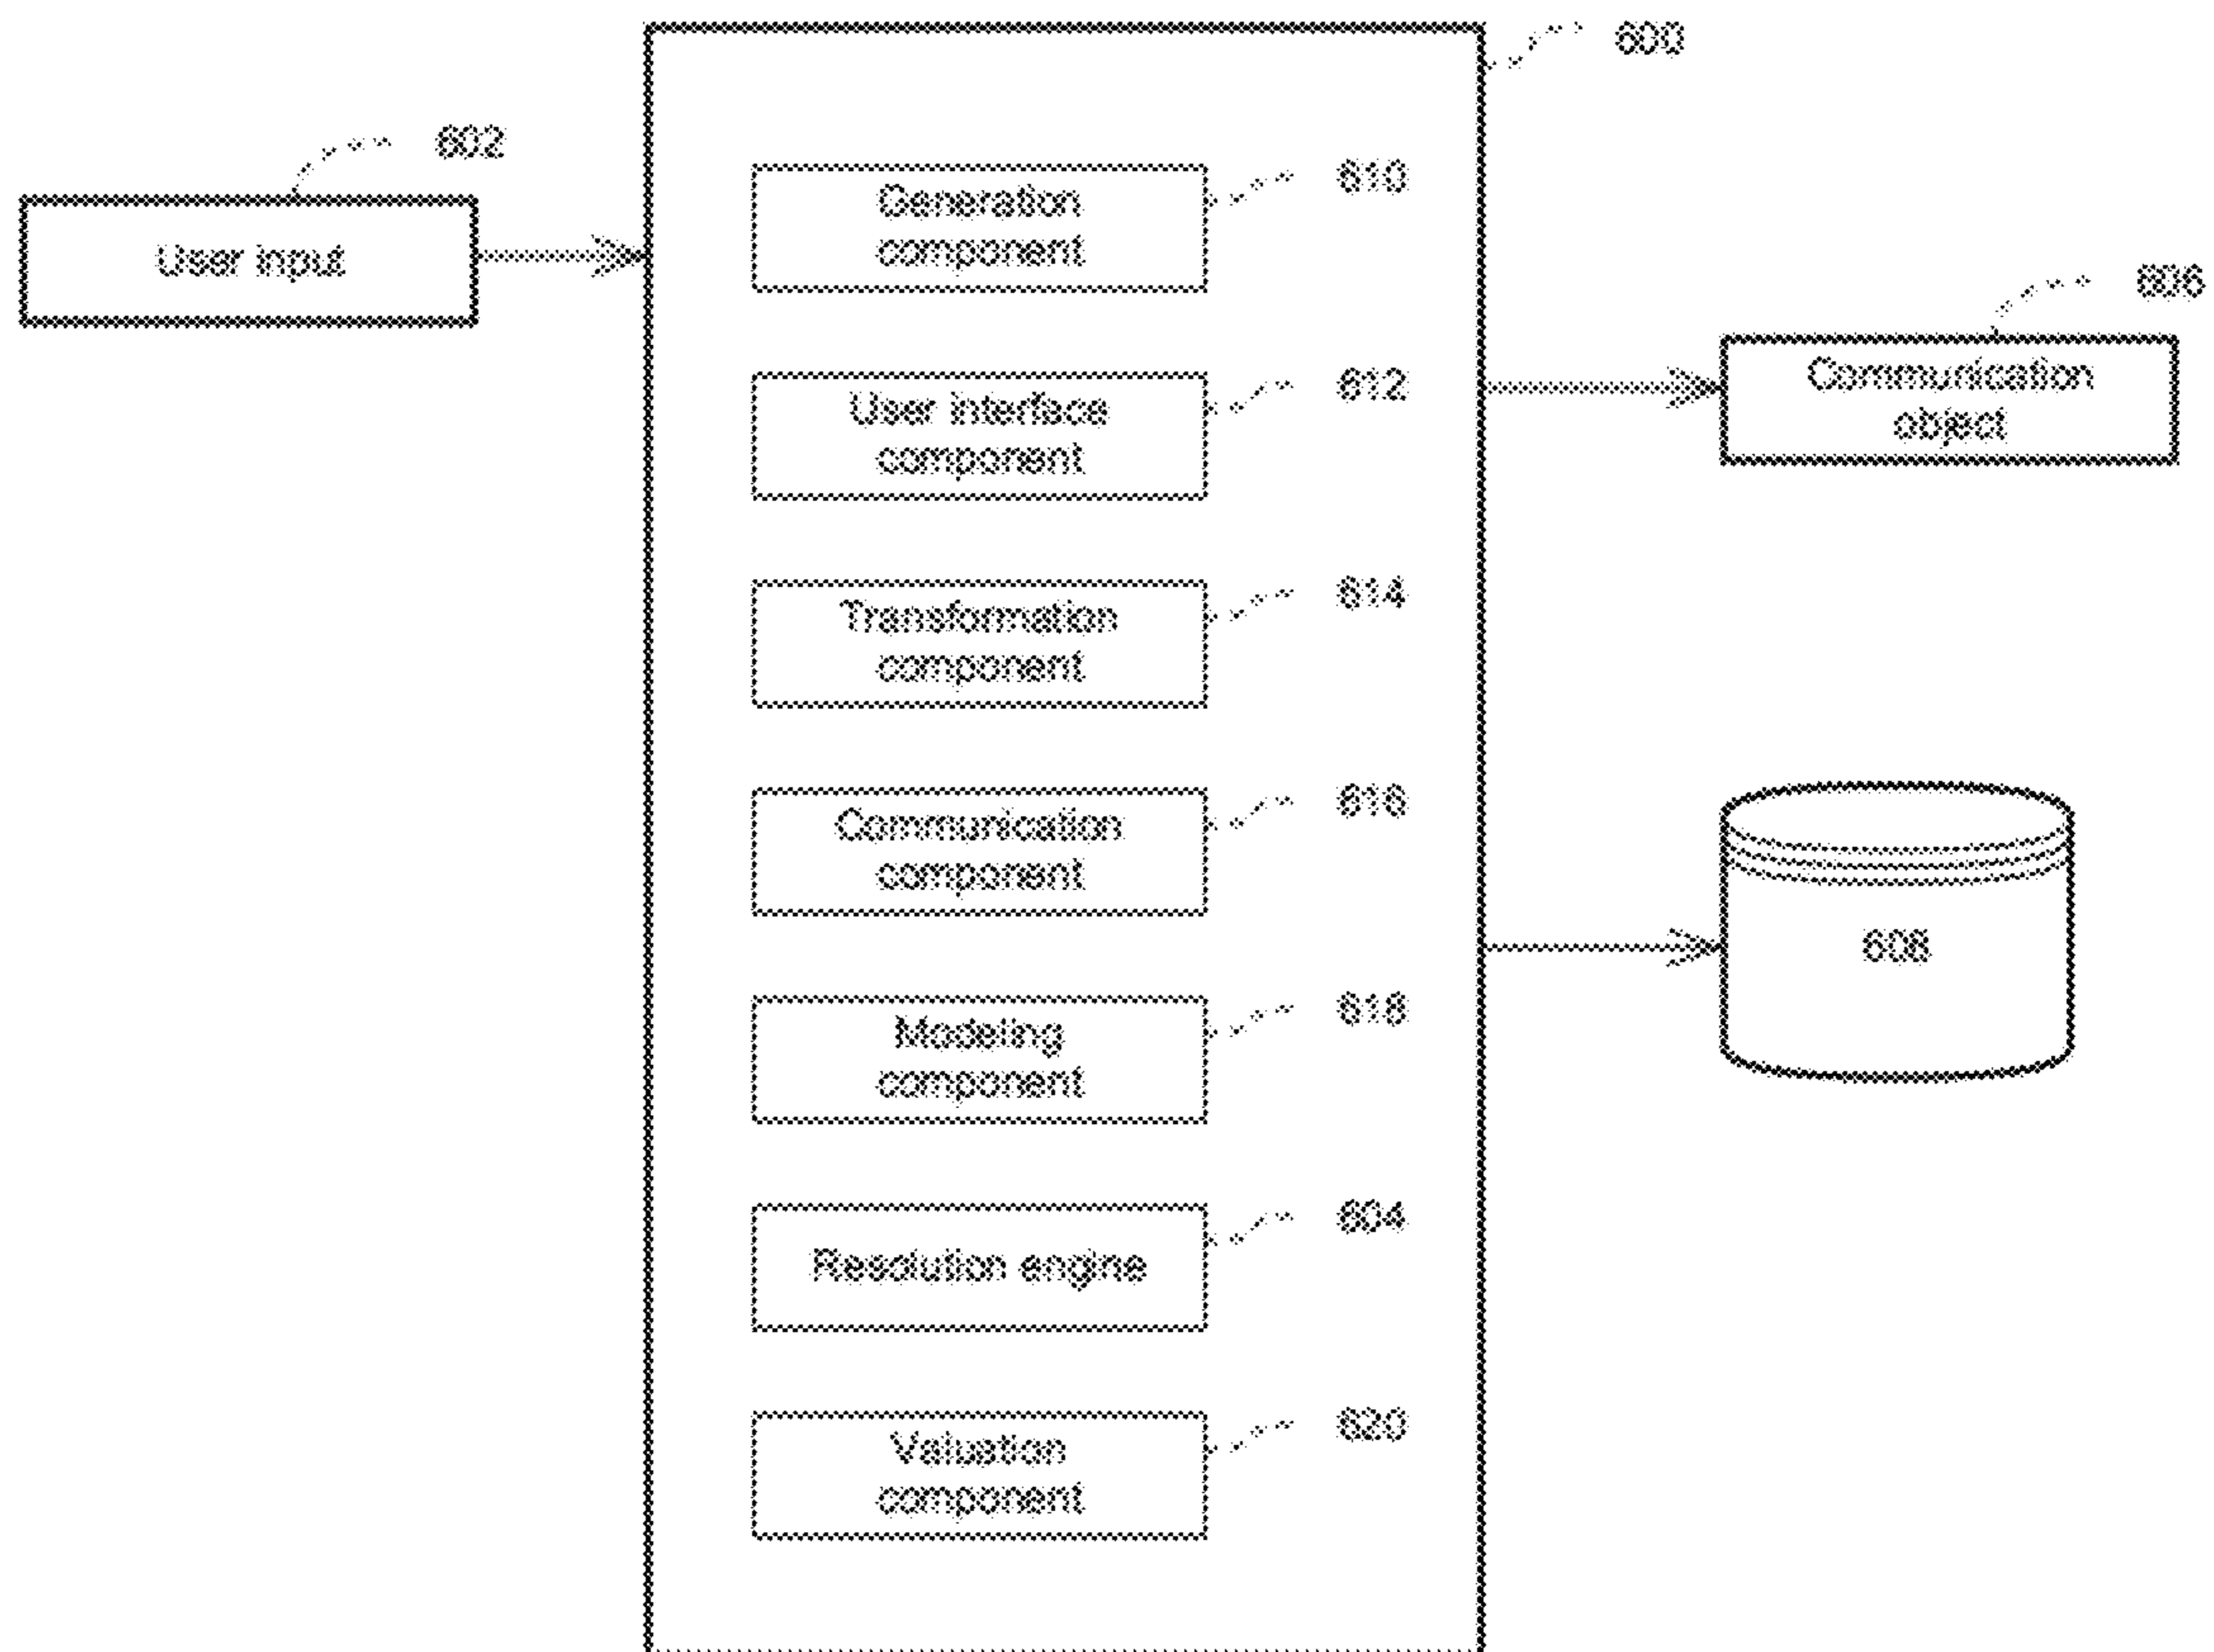 600
602
User input
Generation
component
610
606
Communication
object
User interface
component
612
Transformation
component
614
Communication
component
616
608
Modeling
component
618
Resolution engine
604
Valuation
component
620